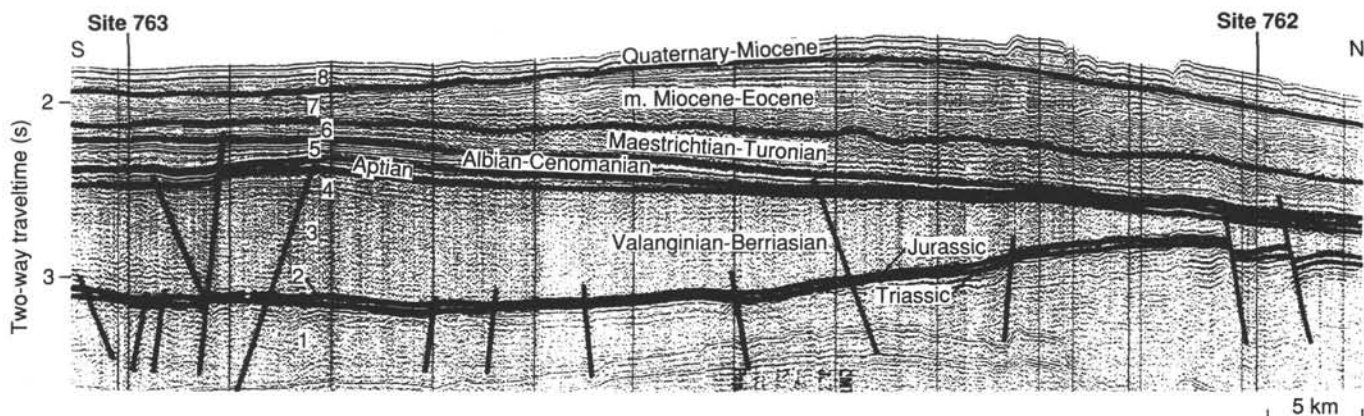 Site 763
Site 762
S
N
Quaternary-Miocene
8
2
7
m. Miocene-Eocene
6
Maestrichtian-Turonian
5
Albian-Cenomanian
Aptian
4
3
Valanginian-Berriasian
Jurassic
3
2
Triassic
1
Two-way traveltime (s)
5 km